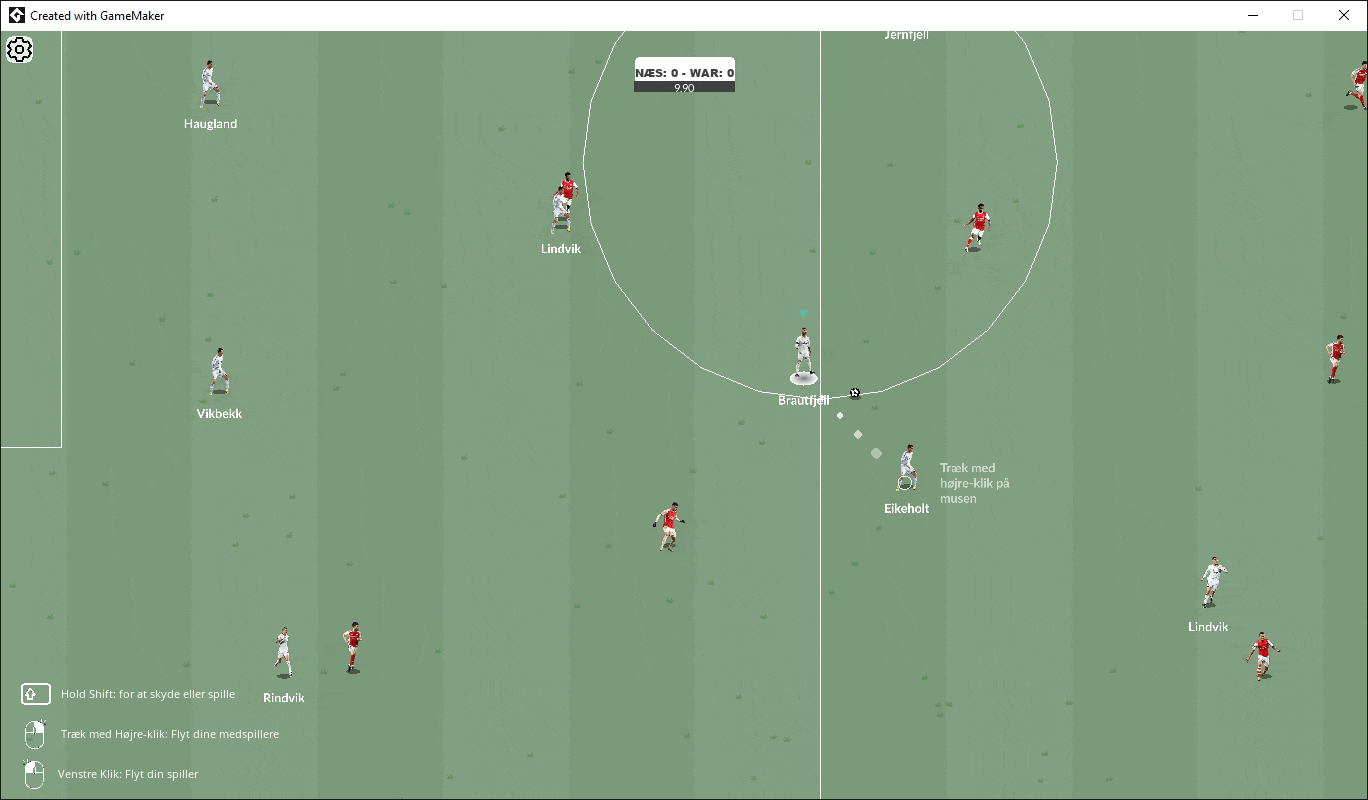 Created with GameMaker
Jernfjell
NÆS: 0 - WAR: 0
9.90
Haugland
Lindvik
Brautfjell
Vikbekk
Træk med
højre-klik på
musen
Eikeholt
Lindvik
Rindvik
Hold Shift: for at skyde eller spille
Træk med Højre-klik: Flyt dine medspillere
Venstre Klik: Flyt din spiller